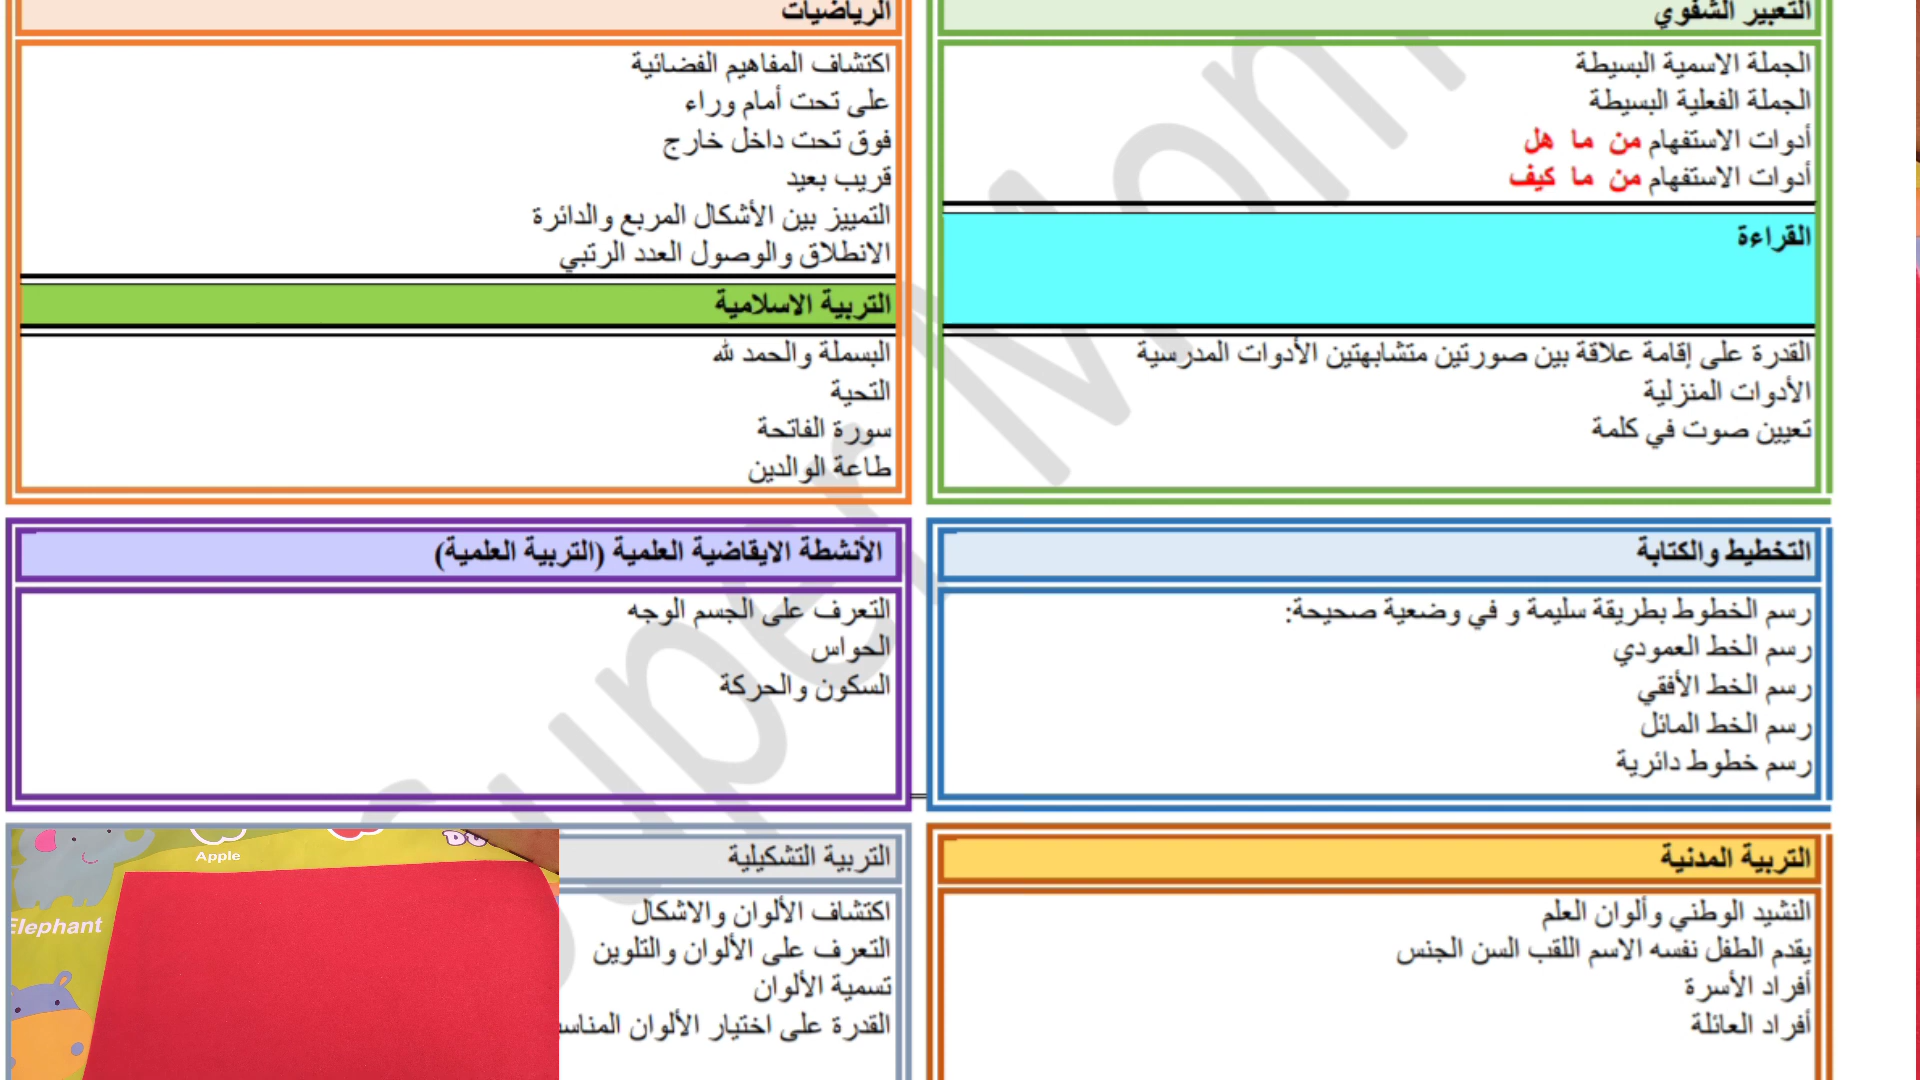 التعبير الشفوي
الجملة الاسمية البسيطة
الجملة الفعلية البسيطة
أدوات الاستفهام من ما هل
أدوات الاستفهام من ما كيف
القراءة
القدرة على إقامة علاقة بين صورتين متشابهتين الأدوات المدرسية
الأدوات المنزلية
تعيين صوت في كلمة
الرياضيات
اكتشاف المفاهيم الفضائية
على تحت أمام وراء
فوق تحت داخل خارج
قريب بعيد
التمييز بين الأشكال المربع والدائرة
الانطلاق والوصول العدد الرتبي
التربية الاسلامية
البسملة والحمد لله
التحية
سورة الفاتحة
طاعة الوالدين
التخطيط والكتابة
رسم الخطوط بطريقة سليمة و في وضعية صحيحة:
رسم الخط العمودي
رسم الخط الأفقي
رسم الخط المائل
رسم خطوط دائرية
الأنشطة الايقاضية العلمية (التربية العلمية)
التعرف على الجسم الوجه
الحواس
السكون والحركة
التربية المدنية
النشيد الوطني وألوان العلم
يقدم الطفل نفسه الاسم اللقب السن الجنس
أفراد الأسرة
أفراد العائلة
التربية التشكيلية
اكتشاف الألوان والاشكال
التعرف على الألوان والتلوين
تسمية الألوان
القدرة على اختيار الألوان
Super Mom
Apple
Elephant